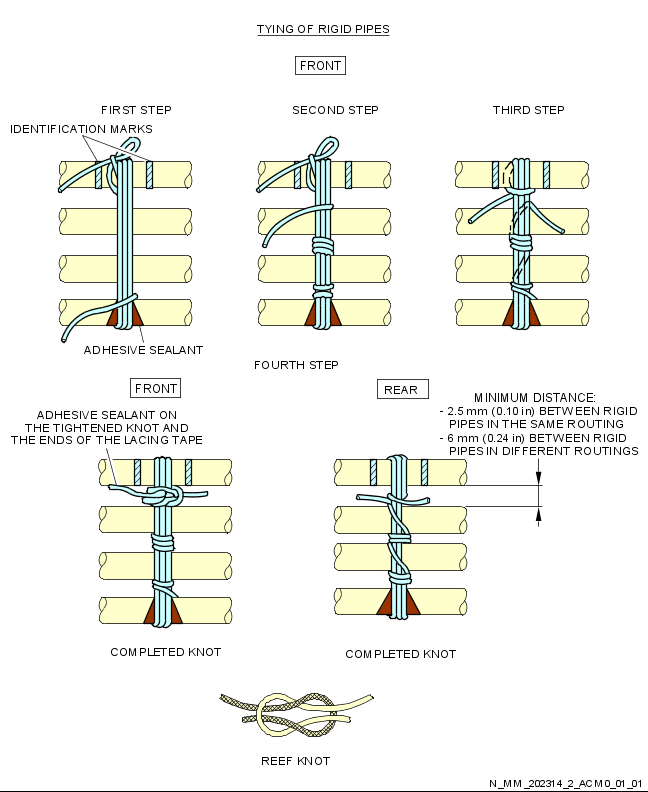 TYING OF RIGID PIPES
FRONT
FIRST STEP
SECOND STEP
THIRD STEP
IDENTIFICATION MARKS
ADHESIVE SEALANT
FOURTH STEP
FRONT
REAR
ADHESIVE SEALANT ON
THE TIGHTENED KNOT AND
THE ENDS OF THE LACING TAPE
MINIMUM DISTANCE:
- 2.5 mm (0.10 in) BETWEEN RIGID
PIPES IN THE SAME ROUTING
- 6 mm (0.24 in) BETWEEN RIGID
PIPES IN DIFFERENT ROUTINGS
COMPLETED KNOT
COMPLETED KNOT
REEF KNOT
N_MM_202314_2_ACM0_01_01